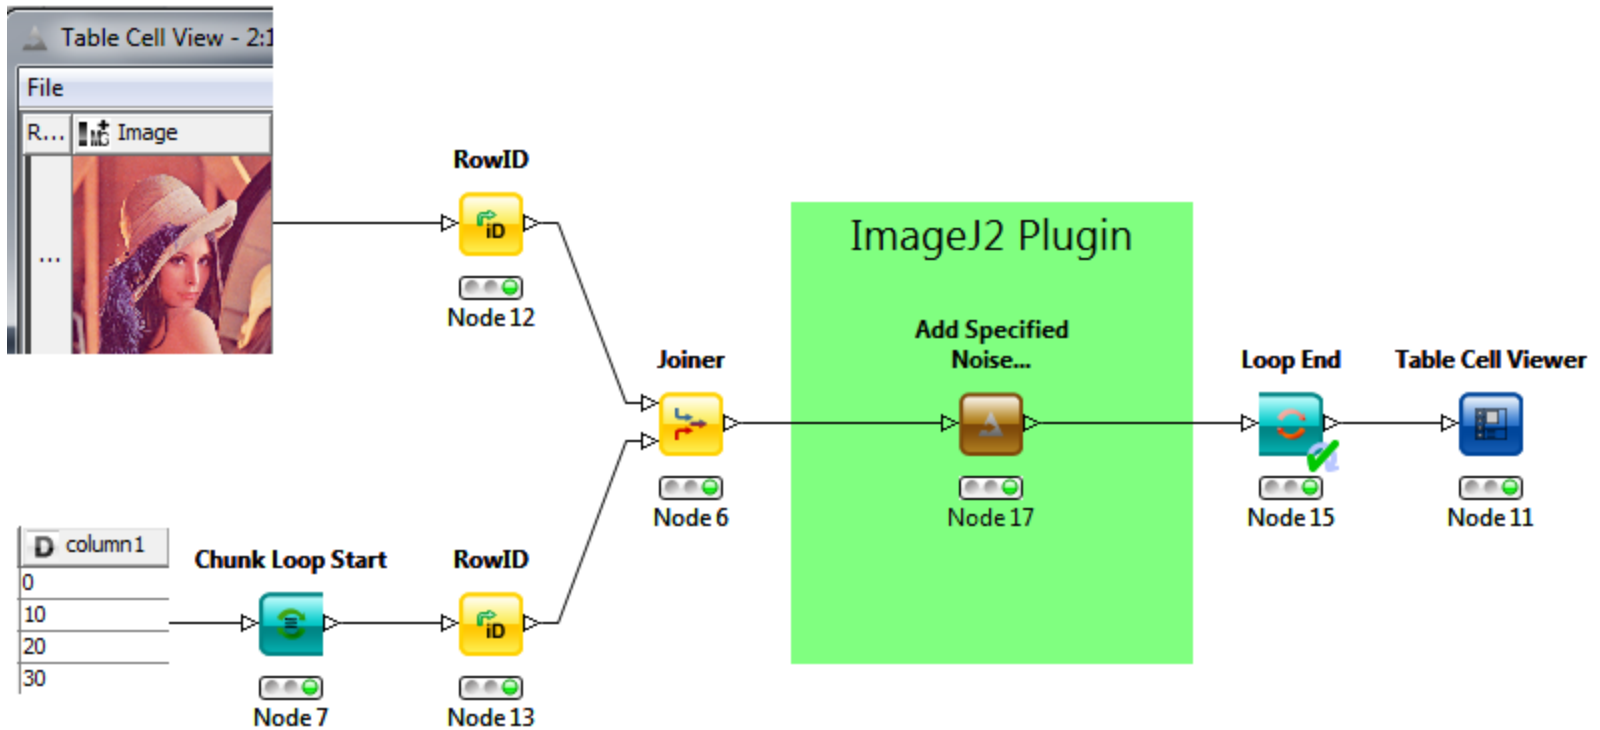 Table Cell View - 2:1
File
R... Image
...
RowID
iD
Node 12
ImageJ2 Plugin
Add Specified
Noise...
Joiner
Node 6
Node 17
Loop End
Node 15
Table Cell Viewer
Node 11
D column1
0
10
20
30
Chunk Loop Start
Node 7
RowID
iD
Node 13